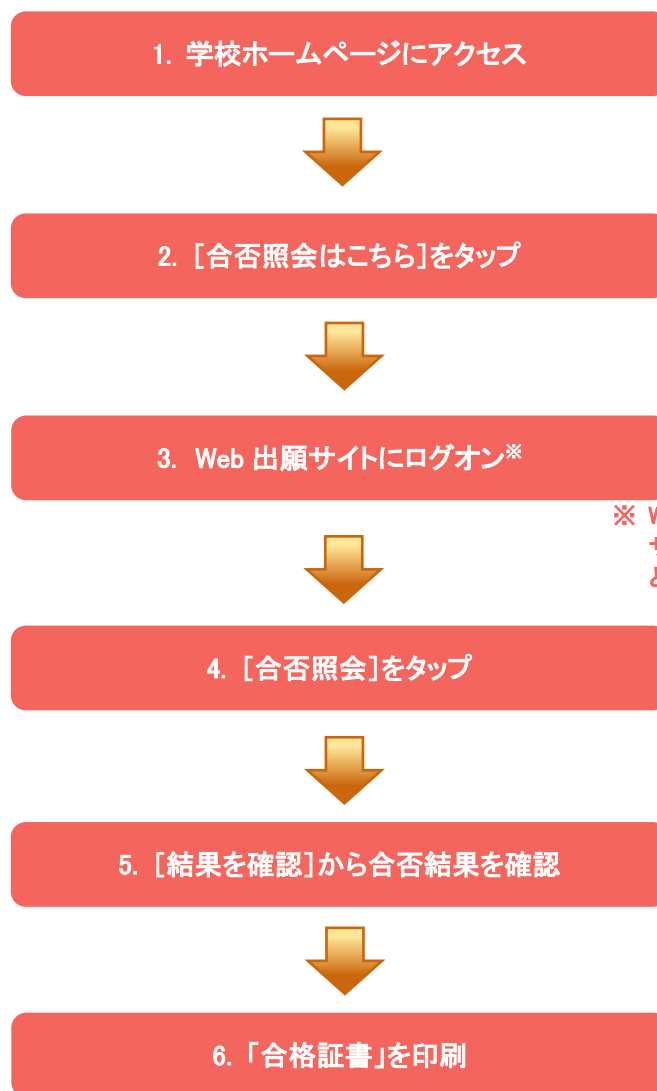 1. 学校ホームページにアクセス
2. [合否照会はこちら]をタップ
3. Web 出願サイトにログオン※
※
4. [合否照会]をタップ
5. [結果を確認]から合否結果を確認
6. 「合格証書」を印刷